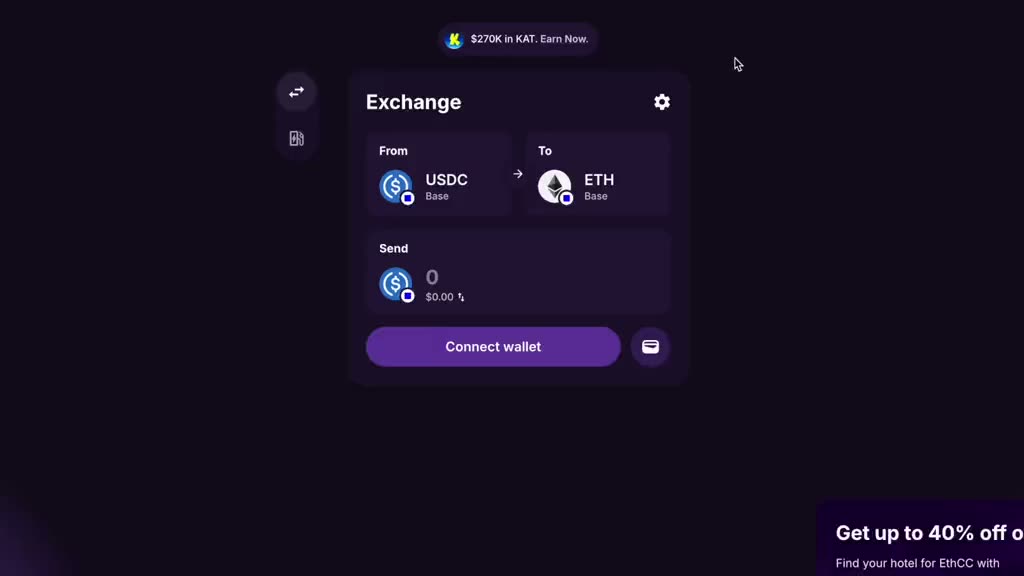 $270K in KAT. Earn Now.
Exchange
From
USDC
Base
To
ETH
Base
Send
0
$0.00
Connect wallet
Get up to 40% off o
Find your hotel for EthCC with